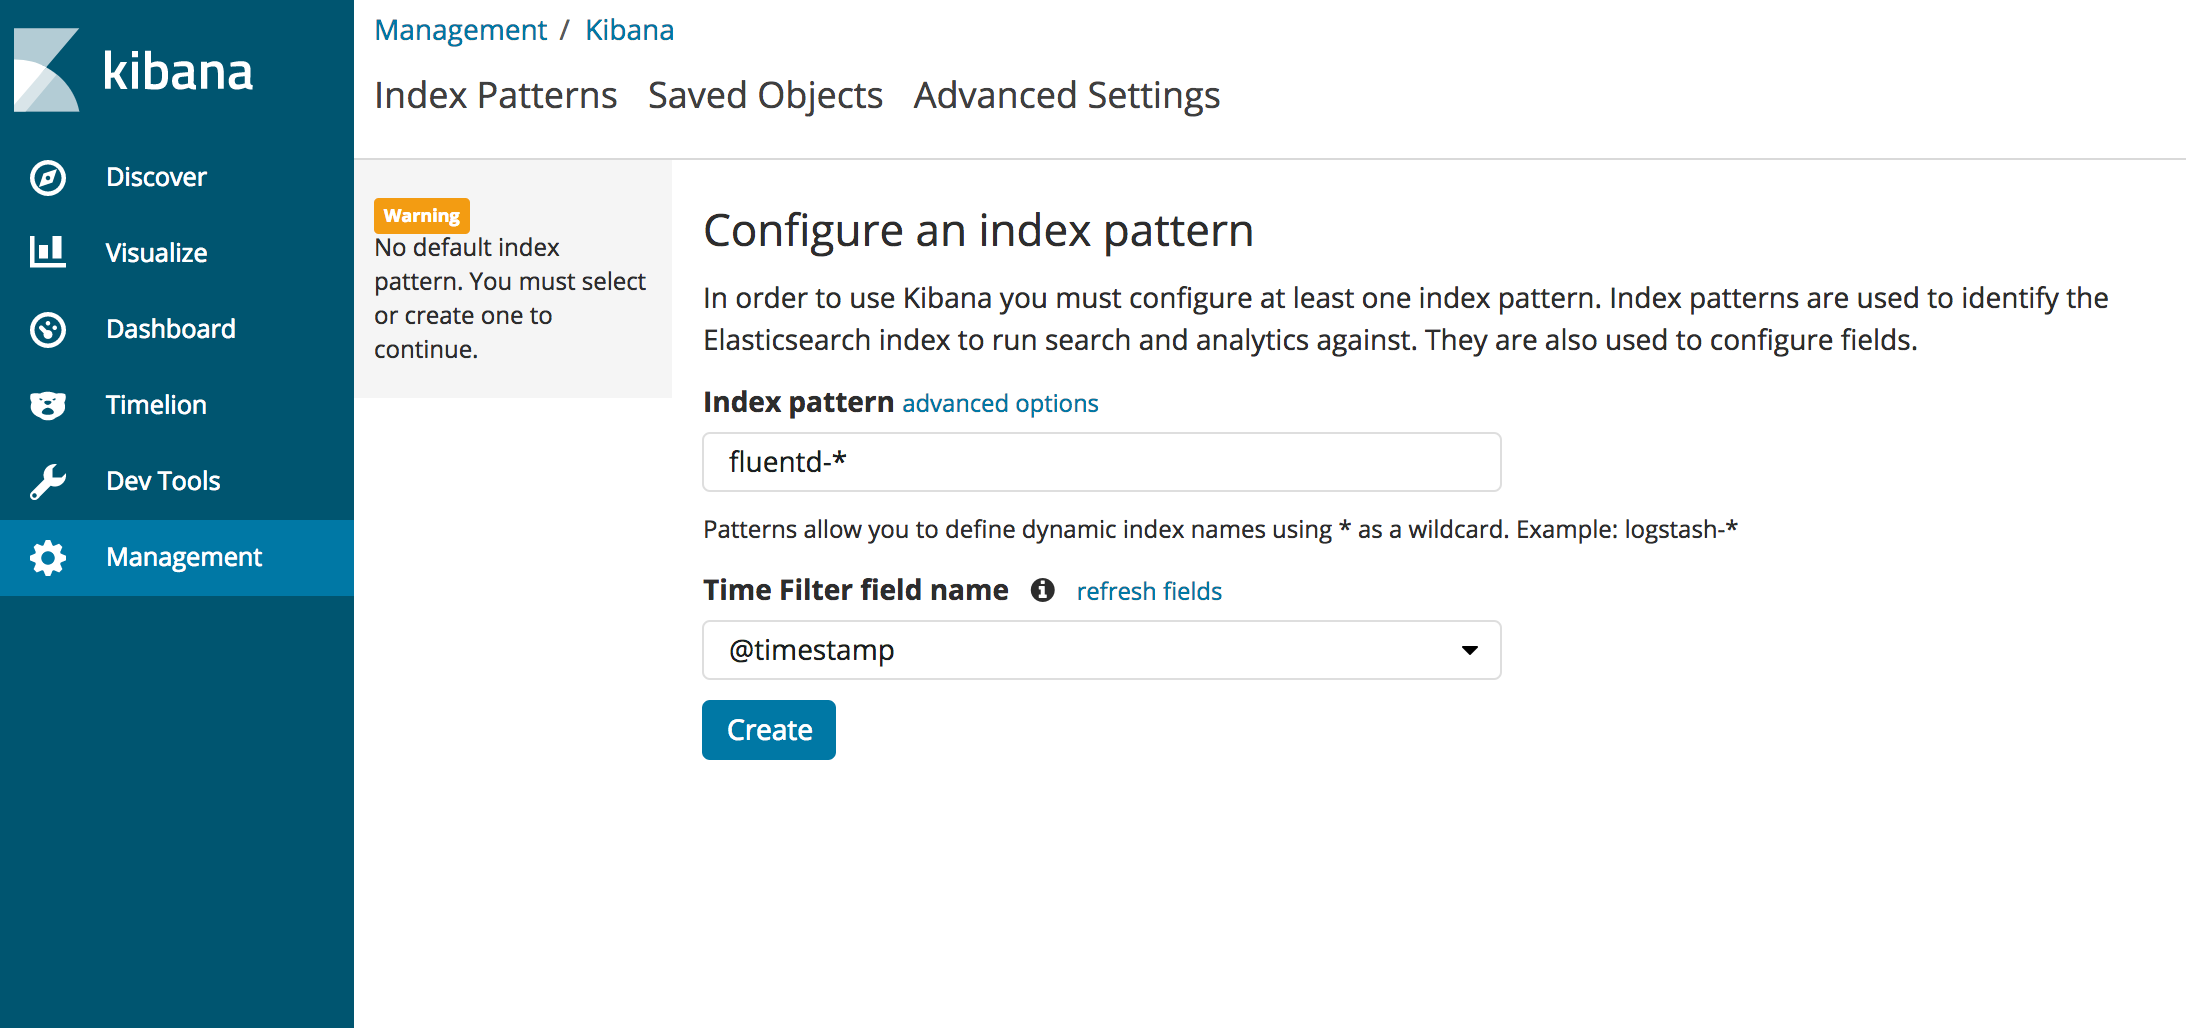 kibana
Discover
Visualize
Dashboard
Timelion
Dev Tools
Management
Management / Kibana
Index Patterns Saved Objects Advanced Settings
Warning
No default index
pattern. You must select
or create one to
continue.
Configure an index pattern
In order to use Kibana you must configure at least one index pattern. Index patterns are used to identify the
Elasticsearch index to run search and analytics against. They are also used to configure fields.
Index pattern advanced options
fluentd-*
Patterns allow you to define dynamic index names using * as a wildcard. Example: logstash-*
Time Filter field name refresh fields
@timestamp
Create